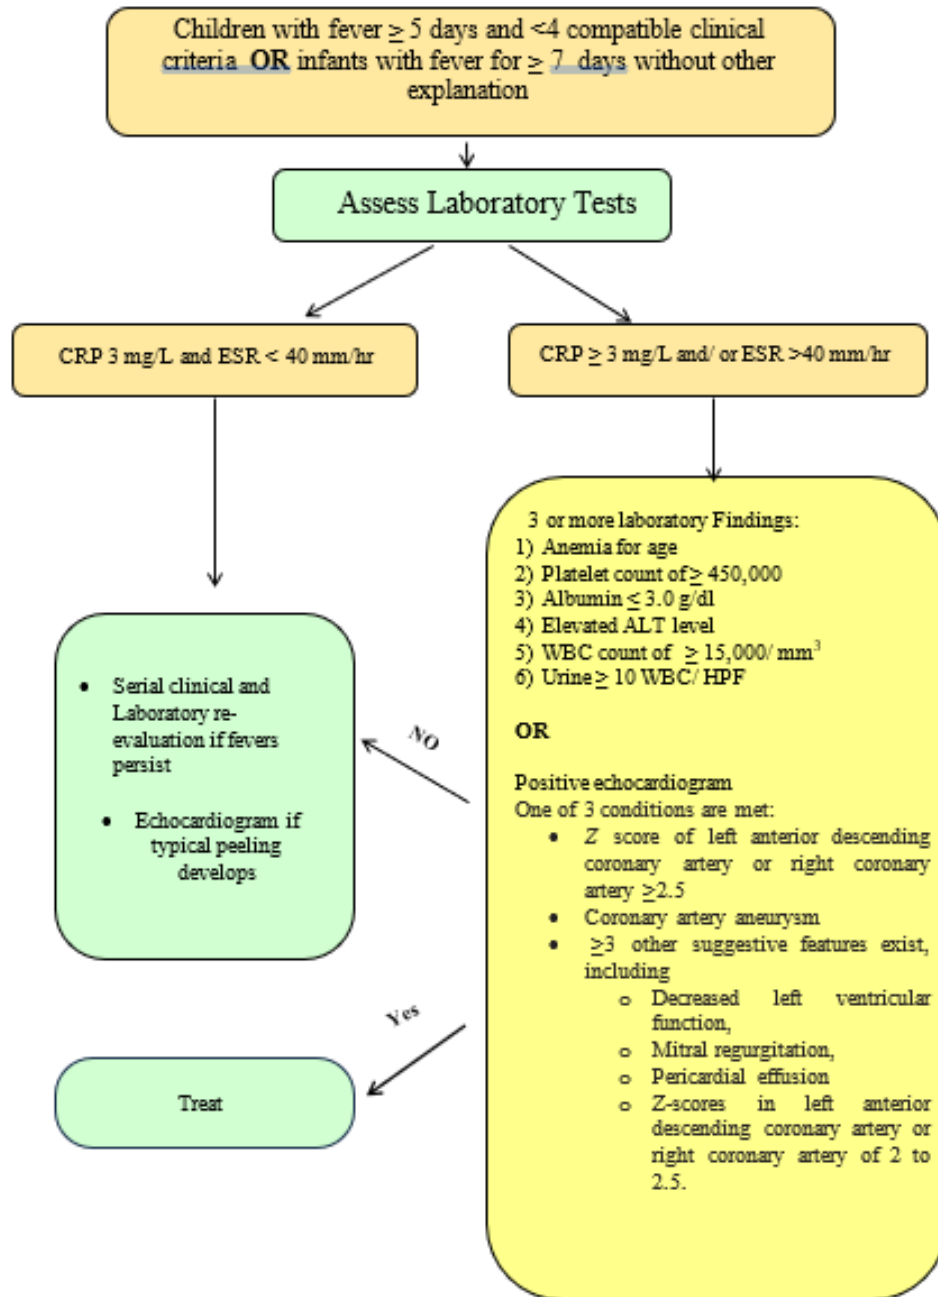 Children with fever ≥ 5 days and <4 compatible clinical
criteria OR infants with fever for ≥ 7 days without other
explanation
Assess Laboratory Tests
CRP 3 mg/L and ESR < 40 mm/hr
CRP ≥ 3 mg/L and/ or ESR >40 mm/hr
3 or more laboratory Findings:
1) Anemia for age
2) Platelet count of ≥ 450,000
3) Albumin ≤ 3.0 g/dl
4) Elevated ALT level
5) WBC count of ≥ 15,000/ mm³
6) Urine ≥ 10 WBC/ HPF
OR
Positive echocardiogram
One of 3 conditions are met:
• Z score of left anterior descending
coronary artery or right coronary
artery ≥2.5
• Coronary artery aneurysm
• ≥3 other suggestive features exist,
including
o Decreased left ventricular
function,
o Mitral regurgitation,
o Pericardial effusion
o Z-scores in left anterior
descending coronary artery or
right coronary artery of 2 to
2.5.
NO
• Serial clinical and
Laboratory re-
evaluation if fevers
persist
• Echocardiogram if
typical peeling
develops
Yes
Treat